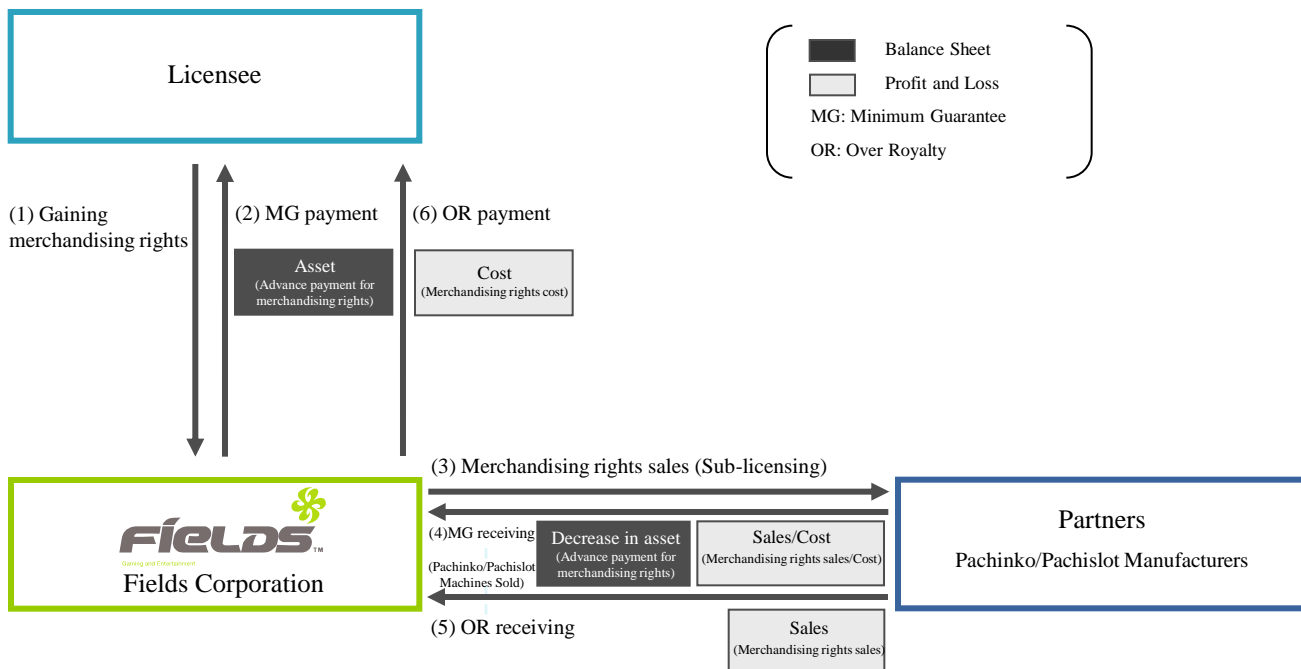 Licensee
Balance Sheet
Profit and Loss
MG: Minimum Guarantee
OR: Over Royalty
(1) Gaining
merchandising rights
(2) MG payment
(6) OR payment
Asset
(Advance payment for
merchandising rights)
Cost
(Merchandising rights cost)
(3) Merchandising rights sales (Sub-licensing)
FIELDS TM
Gaming and Entertainment
Fields Corporation
(4)MG receiving
(Pachinko/Pachislot
Machines Sold)
Decrease in asset
(Advance payment for
merchandising rights)
Sales/Cost
(Merchandising rights sales/Cost)
Partners
Pachinko/Pachislot Manufacturers
(5) OR receiving
Sales
(Merchandising rights sales)